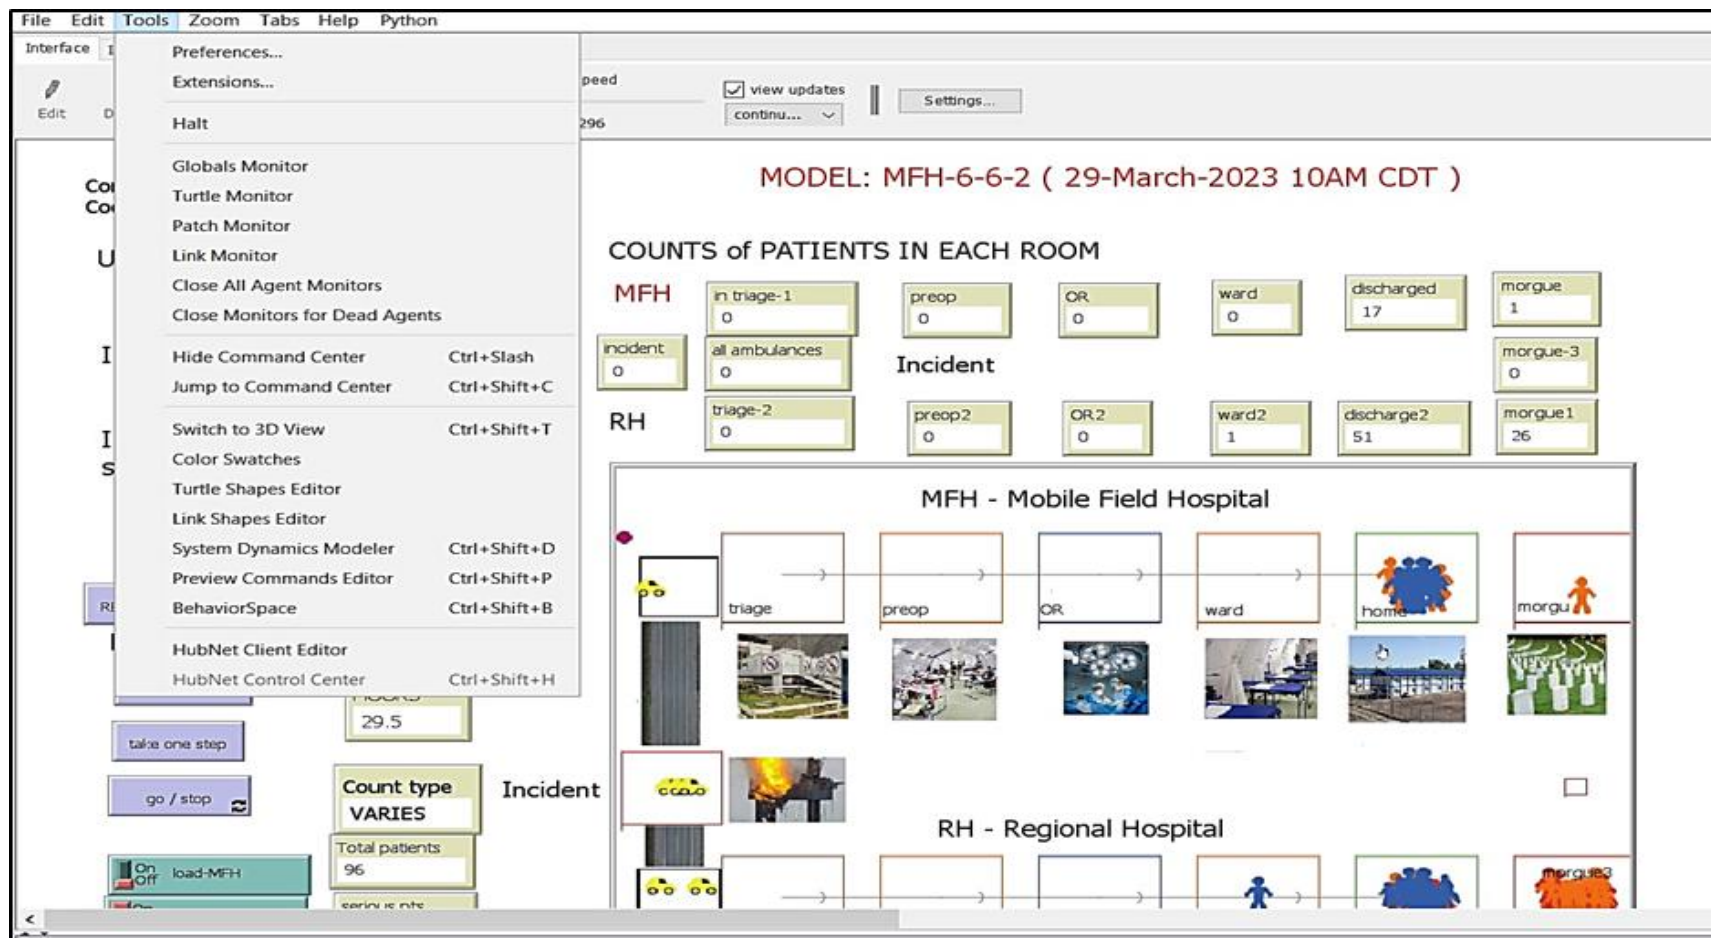 File Edit Tools Zoom Tabs Help Python
Interface
Preferences...
Extensions...
Halt
Globals Monitor
Turtle Monitor
Patch Monitor
Link Monitor
Close All Agent Monitors
Close Monitors for Dead Agents
Hide Command Center Ctrl+Slash
Jump to Command Center Ctrl+Shift+C
Switch to 3D View Ctrl+Shift+T
Color Swatches
Turtle Shapes Editor
Link Shapes Editor
System Dynamics Modeler Ctrl+Shift+D
Preview Commands Editor Ctrl+Shift+P
BehaviorSpace Ctrl+Shift+B
HubNet Client Editor
HubNet Control Center Ctrl+Shift+H
Edit D
peed
296
view updates
continu...
Settings...
MODEL: MFH-6-6-2 ( 29-March-2023 10AM CDT )
COUNTS of PATIENTS IN EACH ROOM
MFH
in triage-1 preop OR ward discharged morgue
0 0 0 0 17 1
incident all ambulances Incident morgue-3
0 0 0
RH
triage-2 preop2 OR2 ward2 discharge2 morgue1
0 0 0 1 51 26
MFH - Mobile Field Hospital
triage preop OR ward home morgu
29.5
take one step
go / stop
Count type
VARIES
Incident
RH - Regional Hospital
Total patients
96
On
Off
load-MFH
morgue3
serious pts
On